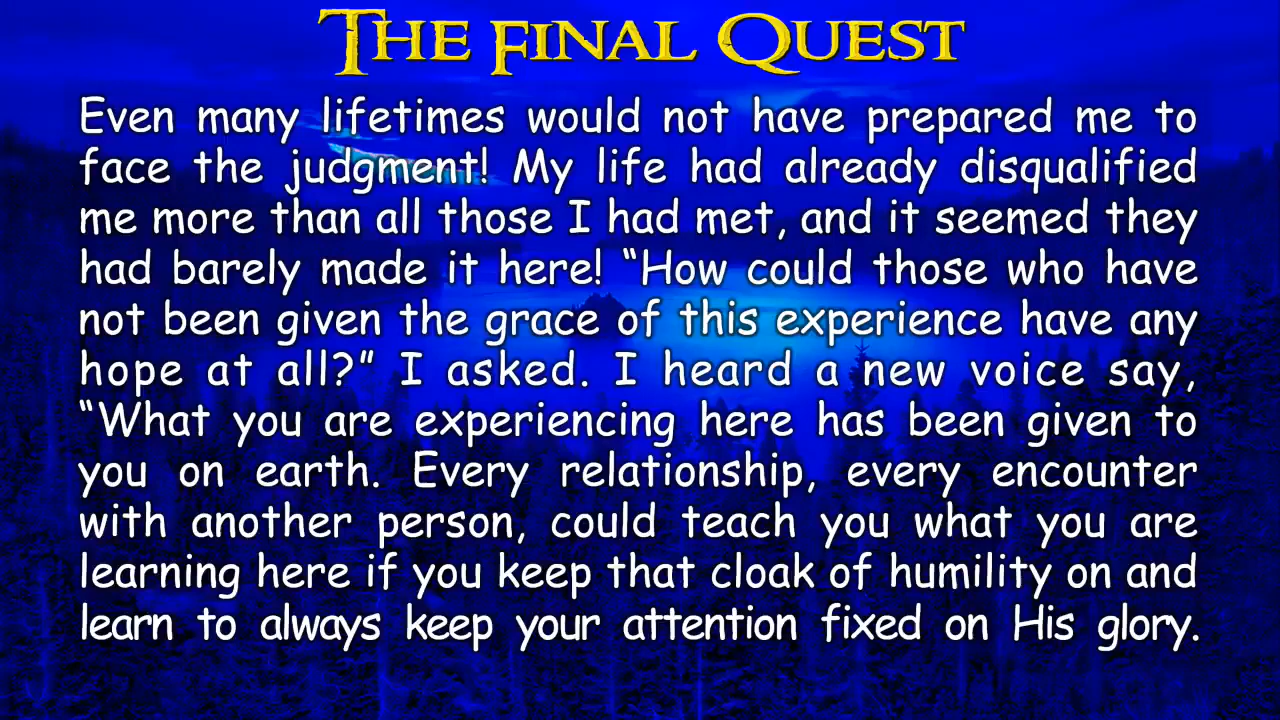 THE FINAL QUEST
Even many lifetimes would not have prepared me to
face the judgment! My life had already disqualified
me more than all those I had met, and it seemed they
had barely made it here! “How could those who have
not been given the grace of this experience have any
hope at all?” I asked. I heard a new voice say,
“What you are experiencing here has been given to
you on earth. Every relationship, every encounter
with another person, could teach you what you are
learning here if you keep that cloak of humility on and
learn to always keep your attention fixed on His glory.